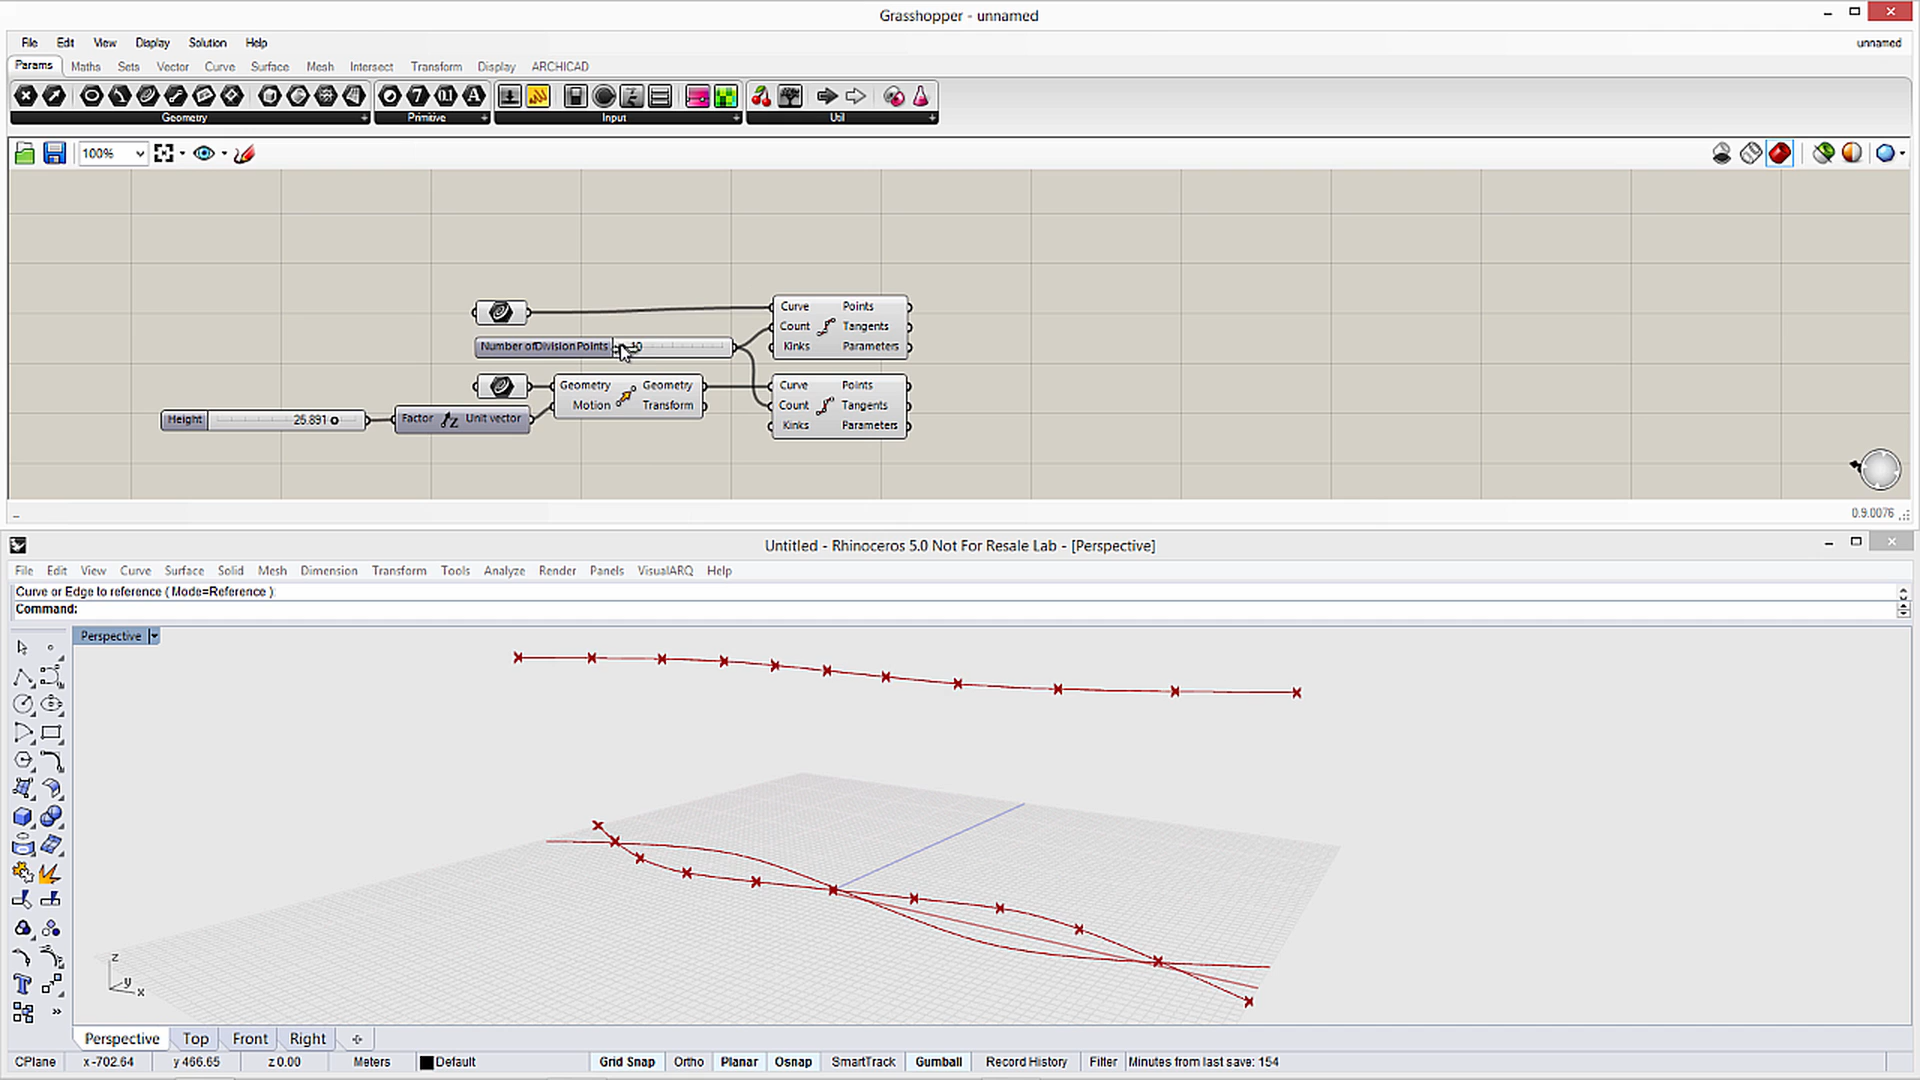 Grasshopper - unnamed
File Edit View Display Solution Help unnamed
Params Maths Sets Vector Curve Surface Mesh Intersect Transform Display ARCHICAD
Geometry + Primitive + Input + Util +
100%
Curve Points
Count Tangents
Kinks Parameters
Number ofDivisionPoints 10
Geometry Geometry
Motion Transform
Curve Points
Count Tangents
Kinks Parameters
Height 25.891
Factor Unit vector
0.9.0076
Untitled - Rhinoceros 5.0 Not For Resale Lab - [Perspective]
File Edit View Curve Surface Solid Mesh Dimension Transform Tools Analyze Render Panels VisualARQ Help
Curve or Edge to reference ( Mode=Reference ):
Command:
Perspective
z
y
x
Perspective Top Front Right
CPlane x -702.64 y 466.65 z 0.00 Meters Default Grid Snap Ortho Planar Osnap SmartTrack Gumball Record History Filter Minutes from last save: 154